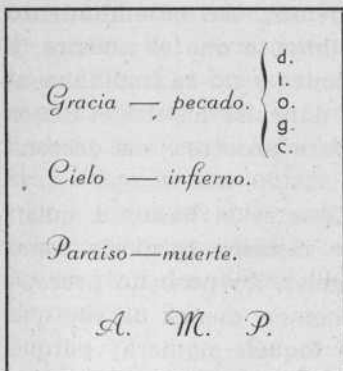 Gracia — pecado.
d.
i.
o.
g.
c.
Cielo — infierno.
Paraíso — muerte.
A. M. P.